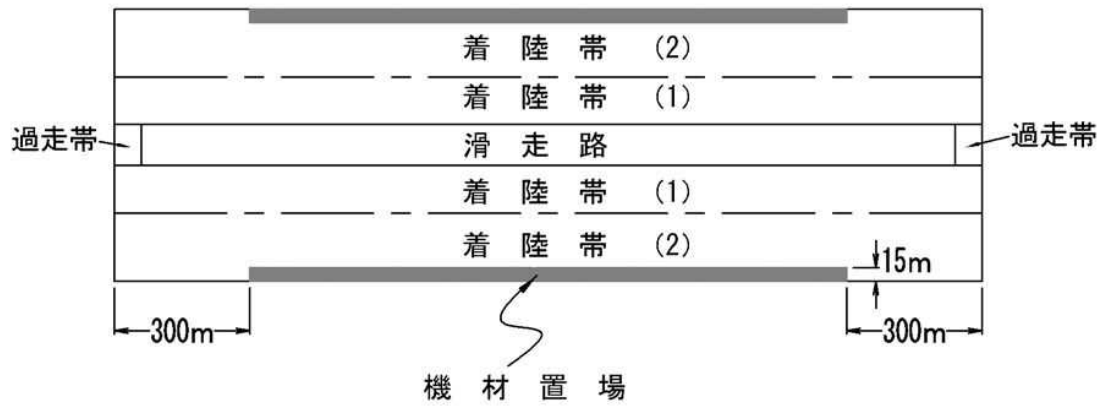 着陸帯 (2)
着陸帯 (1)
過走帯
滑走路
過走帯
着陸帯 (1)
着陸帯 (2)
15m
300m
300m
機材置場